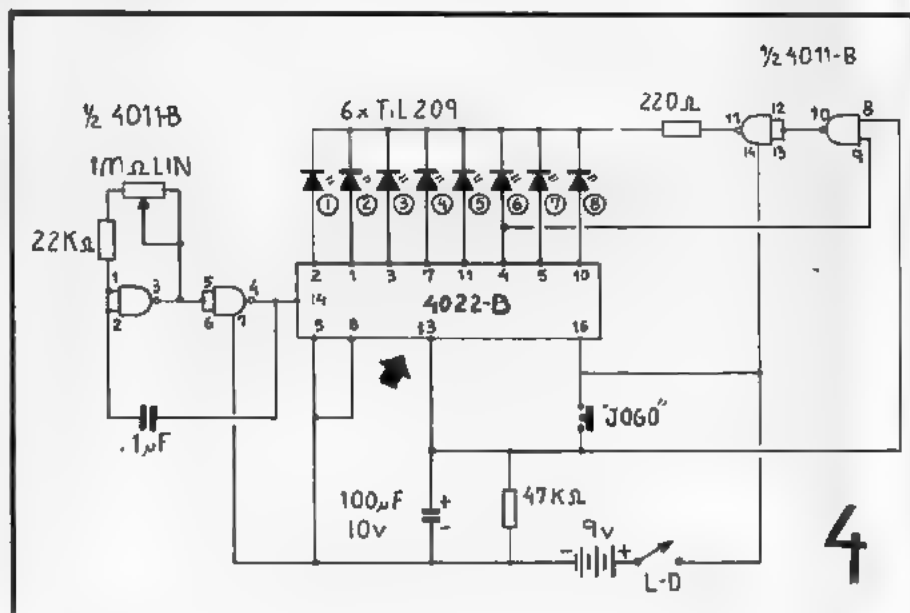 ½ 4011-B
½ 4011-B
6 x TiL 209
220Ω
11
12
13
14
10
8
9
1MΩ LIN
22KΩ
1
2
3
5
6
4
7
① ② ③ ④ ⑤ ⑥ ⑦ ⑧
2 1 3 7 11 4 5 10
14
4022-B
13
16
"JOGO"
.1µF
100µF
10v
+
-
47KΩ
9v
- +
L-D
4